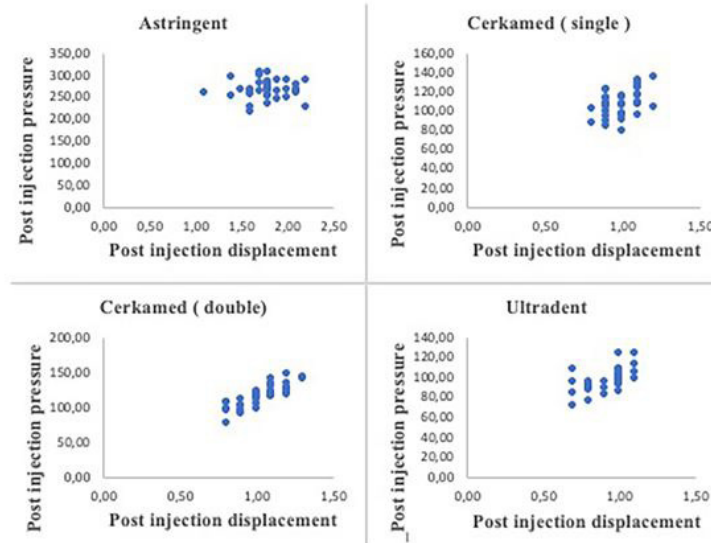 Astringent
Post injection pressure
350,00
300,00
250,00
200,00
150,00
100,00
50,00
0,00
0,00 0,50 1,00 1,50 2,00 2,50
Post injection displacement
Cerkamed ( single )
Post injection pressure
160,00
140,00
120,00
100,00
80,00
60,00
40,00
20,00
0,00
0,00 0,50 1,00 1,50
Post injection displacement
Cerkamed ( double)
Post injection pressure
200,00
150,00
100,00
50,00
0,00
0,00 0,50 1,00 1,50
Post injection displacement
Ultradent
Post injection pressure
140,00
120,00
100,00
80,00
60,00
40,00
20,00
0,00
0,00 0,50 1,00 1,50
Post injection displacement